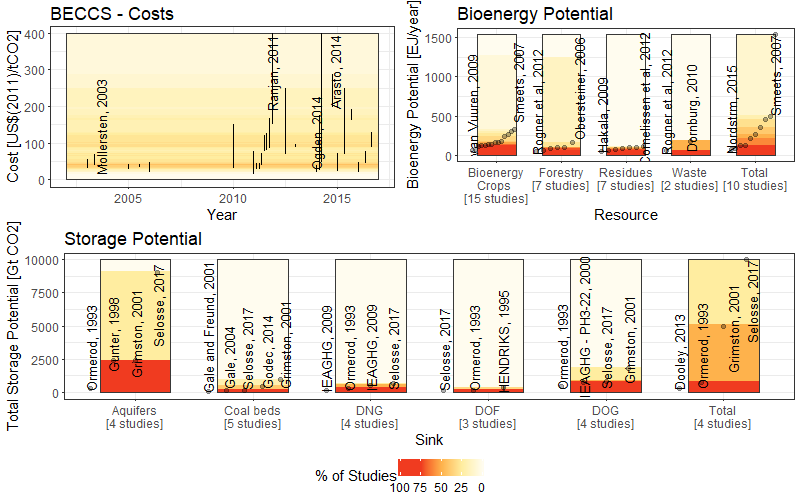 BECCS - Costs
Cost [US$(2011)/tCO2]
400
300
200
100
0
Mollersten, 2003
Ranjan, 2011
Ogden, 2014
Arasto, 2014
2005
2010
2015
Year
Bioenergy Potential
Bioenergy Potential [EJ/year]
1500
1000
500
0
van Vuuren, 2009
Smeets, 2007
Rogner et al, 2012
Obersteiner, 2006
Hakala, 2009
Cornelissen et al, 2012
Rogner et al, 2012
Dornburg, 2010
Nordstrm, 2015
Smeets, 2007
Bioenergy
Crops
[15 studies]
Forestry
[7 studies]
Residues
[7 studies]
Waste
[2 studies]
Total
[10 studies]
Resource
Storage Potential
Total Storage Potential [Gt CO2]
10000
7500
5000
2500
0
Ormerod, 1993
Gunter, 1998
Grimston, 2001
Selosse, 2017
Gale and Freund, 2001
Gale, 2004
Selosse, 2017
Godec, 2014
Grimston, 2001
IEAGHG, 2009
Ormerod, 1993
IEAGHG, 2009
Selosse, 2017
Selosse, 2017
Ormerod, 1993
HENDRIKS, 1995
Ormerod, 1993
IEAGHG - PH3-22, 2000
Selosse, 2017
Grimston, 2001
Dooley, 2013
Ormerod, 1993
Grimston, 2001
Selosse, 2017
Aquifers
[4 studies]
Coal beds
[5 studies]
DNG
[4 studies]
DOF
[3 studies]
DOG
[4 studies]
Total
[4 studies]
Sink
% of Studies
100 75 50 25 0